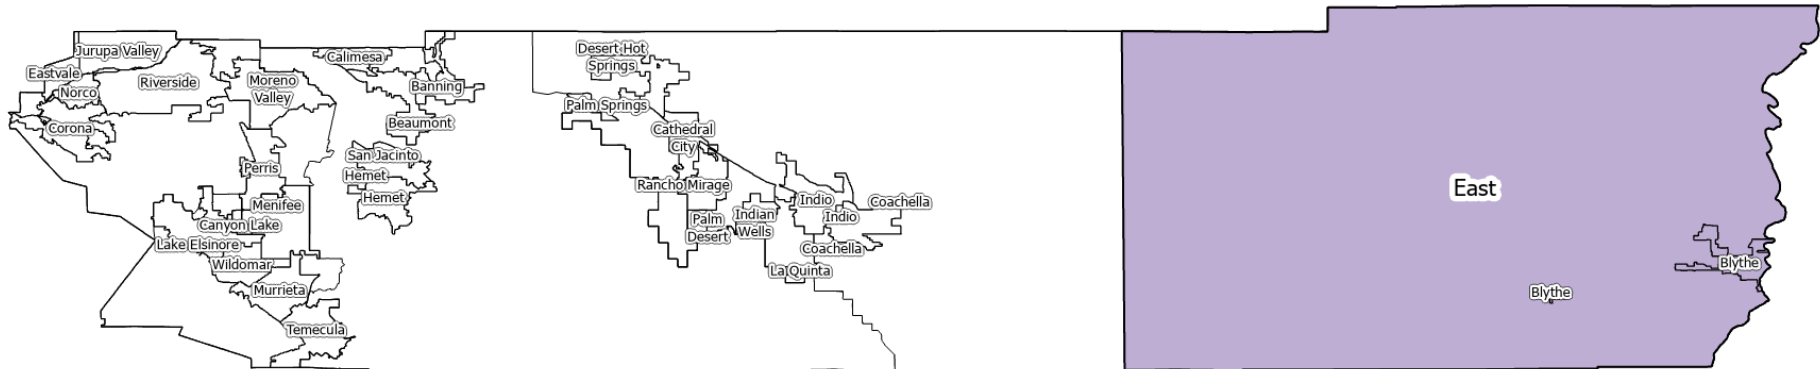 Jurupa Valley
Eastvale
Norco
Riverside
Corona
Moreno
Valley
Perris
Menifee
Canyon Lake
Lake Elsinore
Wildomar
Murrieta
Temecula
Calimesa
Banning
Beaumont
San Jacinto
Hemet
Hemet
Desert Hot
Springs
Palm Springs
Cathedral
City
Rancho Mirage
Palm
Desert
Indian
Wells
Indio
Indio
Coachella
Coachella
La Quinta
East
Blythe
Blythe